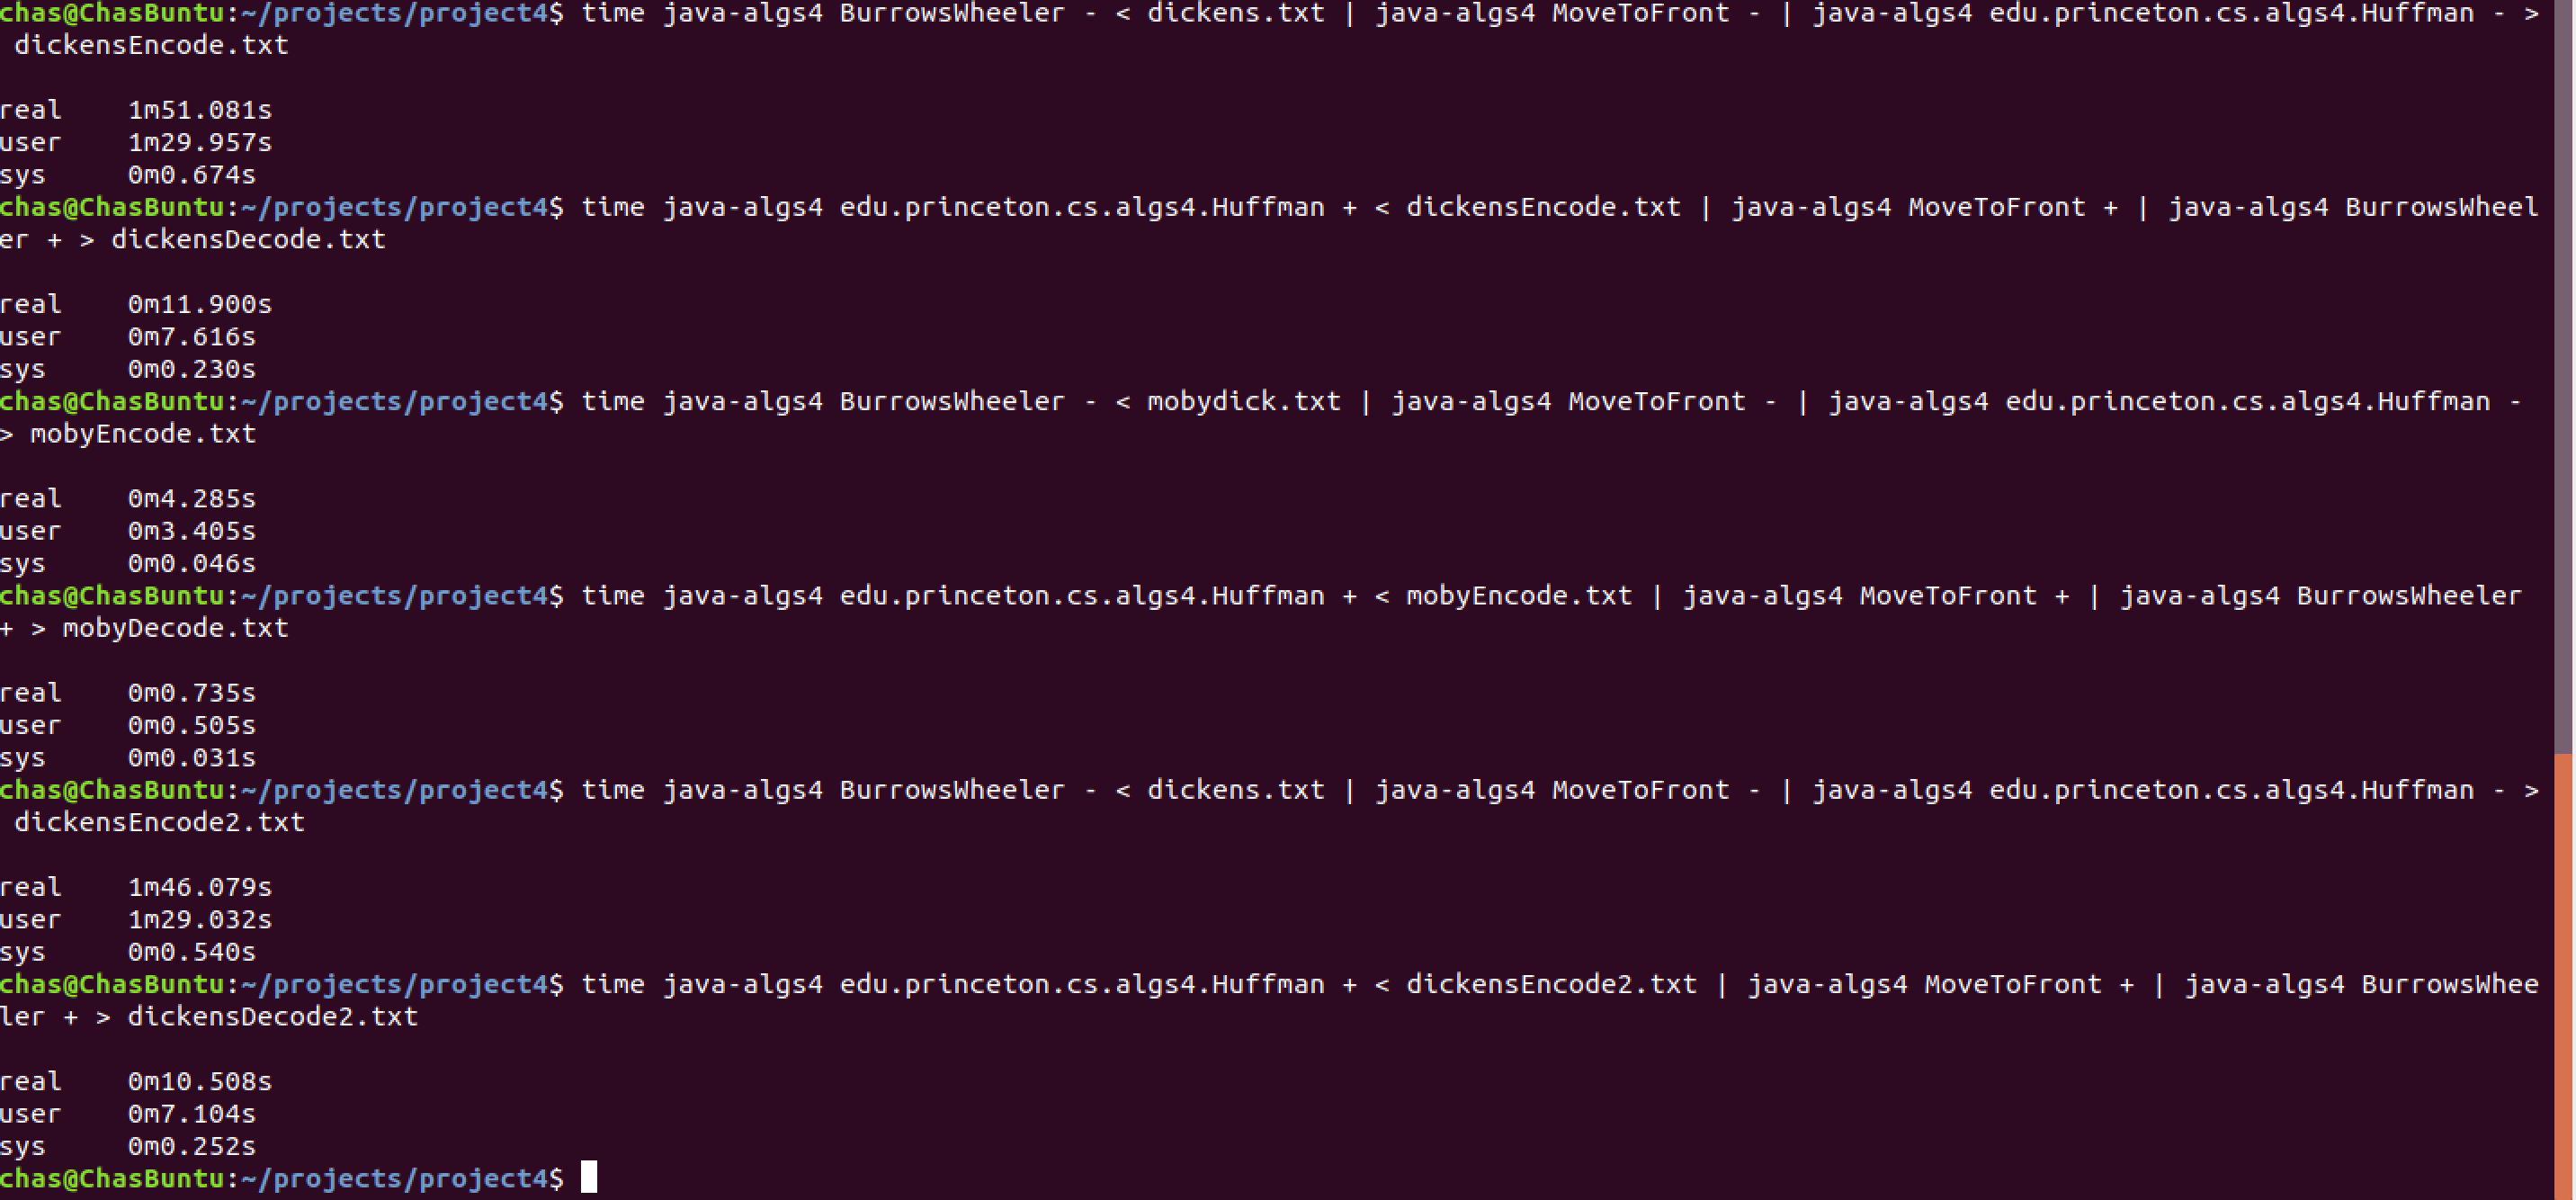 chas@ChasBuntu:~/projects/project4$ time java-algs4 BurrowsWheeler - < dickens.txt | java-algs4 MoveToFront - | java-algs4 edu.princeton.cs.algs4.Huffman - >
 dickensEncode.txt
real    1m51.081s
user    1m29.957s
sys     0m0.674s
chas@ChasBuntu:~/projects/project4$ time java-algs4 edu.princeton.cs.algs4.Huffman + < dickensEncode.txt | java-algs4 MoveToFront + | java-algs4 BurrowsWheel
er + > dickensDecode.txt
real    0m11.900s
user    0m7.616s
sys     0m0.230s
chas@ChasBuntu:~/projects/project4$ time java-algs4 BurrowsWheeler - < mobydick.txt | java-algs4 MoveToFront - | java-algs4 edu.princeton.cs.algs4.Huffman -
> mobyEncode.txt
real    0m4.285s
user    0m3.405s
sys     0m0.046s
chas@ChasBuntu:~/projects/project4$ time java-algs4 edu.princeton.cs.algs4.Huffman + < mobyEncode.txt | java-algs4 MoveToFront + | java-algs4 BurrowsWheeler
+ > mobyDecode.txt
real    0m0.735s
user    0m0.505s
sys     0m0.031s
chas@ChasBuntu:~/projects/project4$ time java-algs4 BurrowsWheeler - < dickens.txt | java-algs4 MoveToFront - | java-algs4 edu.princeton.cs.algs4.Huffman - >
 dickensEncode2.txt
real    1m46.079s
user    1m29.032s
sys     0m0.540s
chas@ChasBuntu:~/projects/project4$ time java-algs4 edu.princeton.cs.algs4.Huffman + < dickensEncode2.txt | java-algs4 MoveToFront + | java-algs4 BurrowsWhee
ler + > dickensDecode2.txt
real    0m10.508s
user    0m7.104s
sys     0m0.252s
chas@ChasBuntu:~/projects/project4$